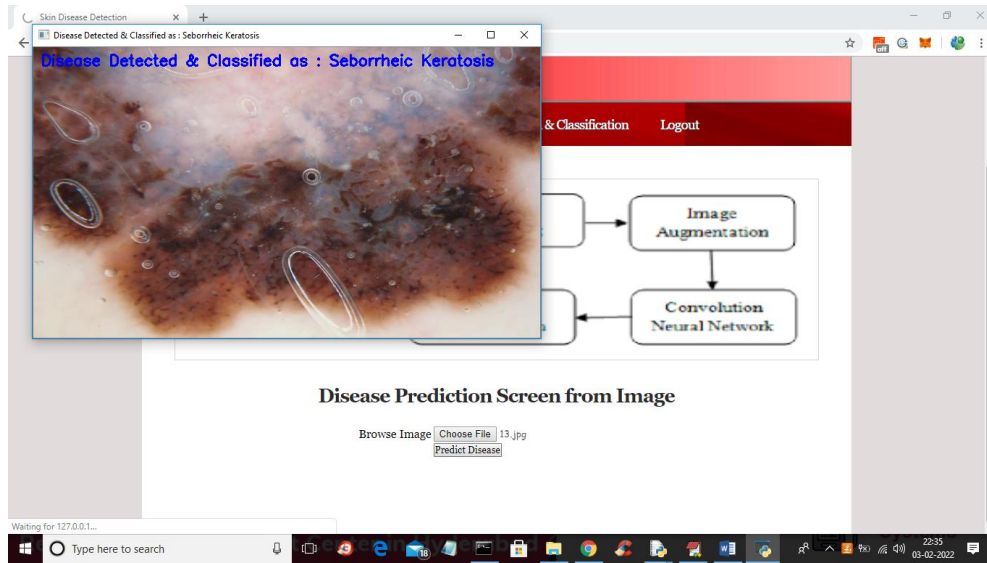 Skin Disease Detection
Disease Detected & Classified as : Seborrheic Keratosis
Disease Detected & Classified as : Seborrheic Keratosis
& Classification Logout
Image
Augmentation
Convolution
Neural Network
Disease Prediction Screen from Image
Browse Image Choose File 13.jpg
Predict Disease
Waiting for 127.0.0.1...
Type here to search
off
18
22:35
03-02-2022